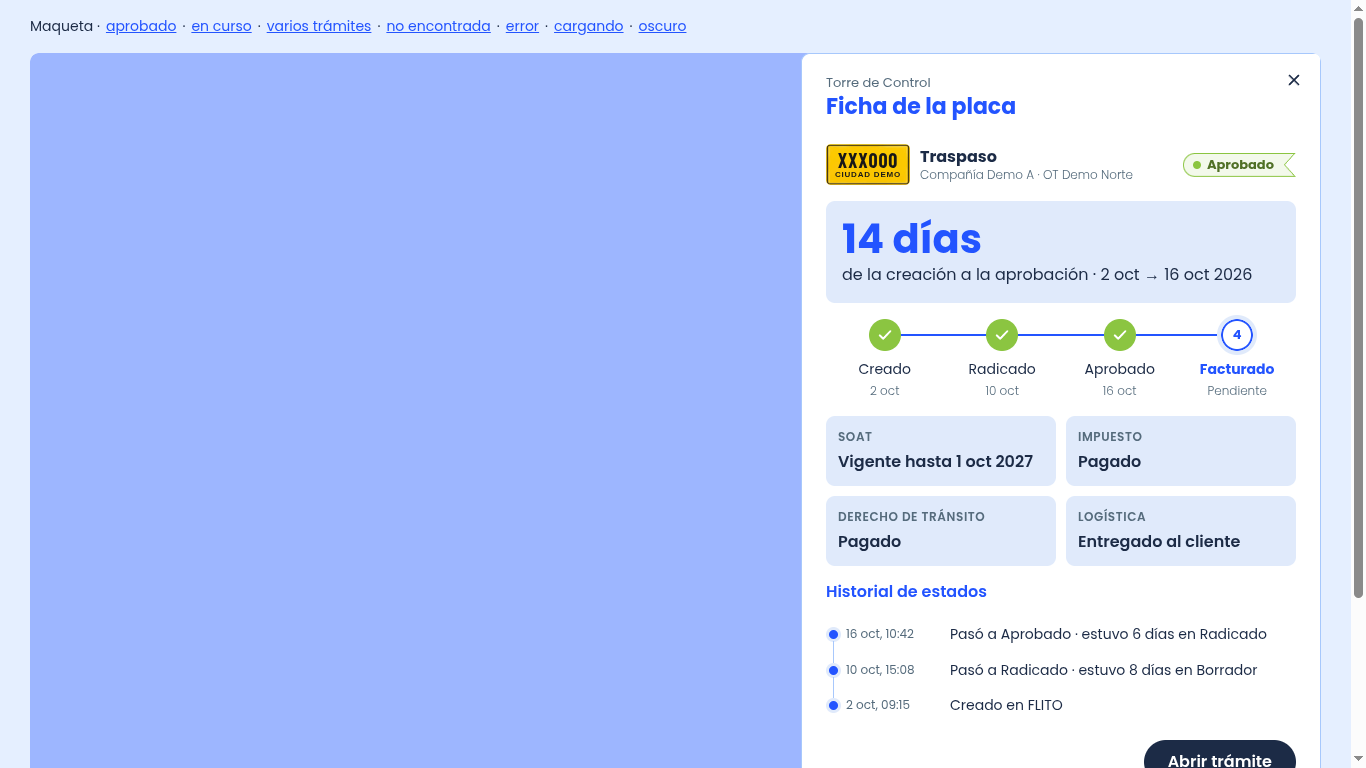 Maqueta · aprobado · en curso · varios trámites · no encontrada · error · cargando · oscuro
Torre de Control
Ficha de la placa
XXX000
CIUDAD DEMO
Traspaso
Compañía Demo A · OT Demo Norte
Aprobado
14 días
de la creación a la aprobación · 2 oct → 16 oct 2026
4
Creado
Radicado
Aprobado
Facturado
2 oct
10 oct
16 oct
Pendiente
SOAT
Vigente hasta 1 oct 2027
IMPUESTO
Pagado
DERECHO DE TRÁNSITO
Pagado
LOGÍSTICA
Entregado al cliente
Historial de estados
16 oct, 10:42 Pasó a Aprobado · estuvo 6 días en Radicado
10 oct, 15:08 Pasó a Radicado · estuvo 8 días en Borrador
2 oct, 09:15 Creado en FLITO
Abrir trámite